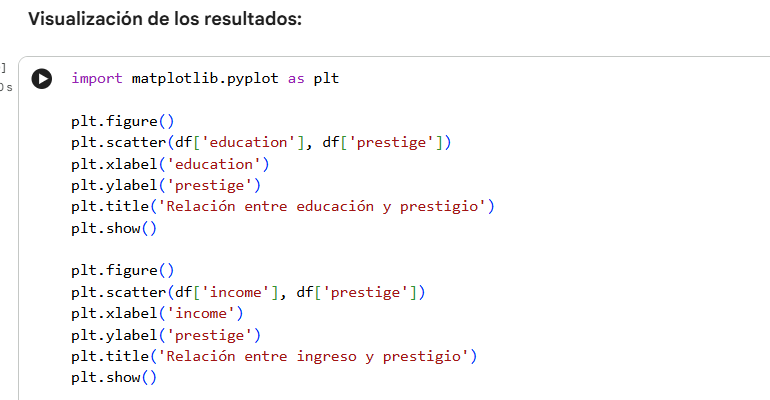 Visualización de los resultados:
]
0 s
import matplotlib.pyplot as plt
plt.figure()
plt.scatter(df['education'], df['prestige'])
plt.xlabel('education')
plt.ylabel('prestige')
plt.title('Relación entre educación y prestigio')
plt.show()
plt.figure()
plt.scatter(df['income'], df['prestige'])
plt.xlabel('income')
plt.ylabel('prestige')
plt.title('Relación entre ingreso y prestigio')
plt.show()